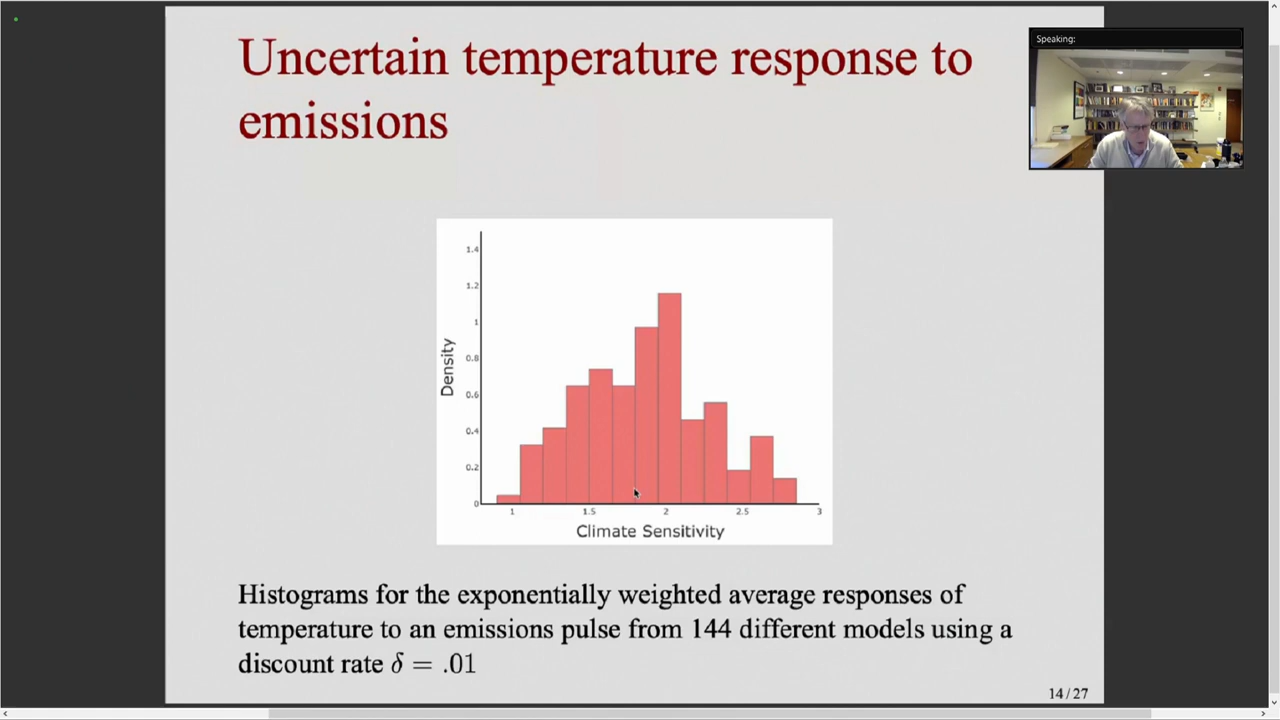 Uncertain temperature response to
emissions
Speaking:
1.4
1.2
1
0.8
0.6
0.4
0.2
0
Density
1
1.5
2
2.5
3
Climate Sensitivity
Histograms for the exponentially weighted average responses of
temperature to an emissions pulse from 144 different models using a
discount rate δ = .01
14/27